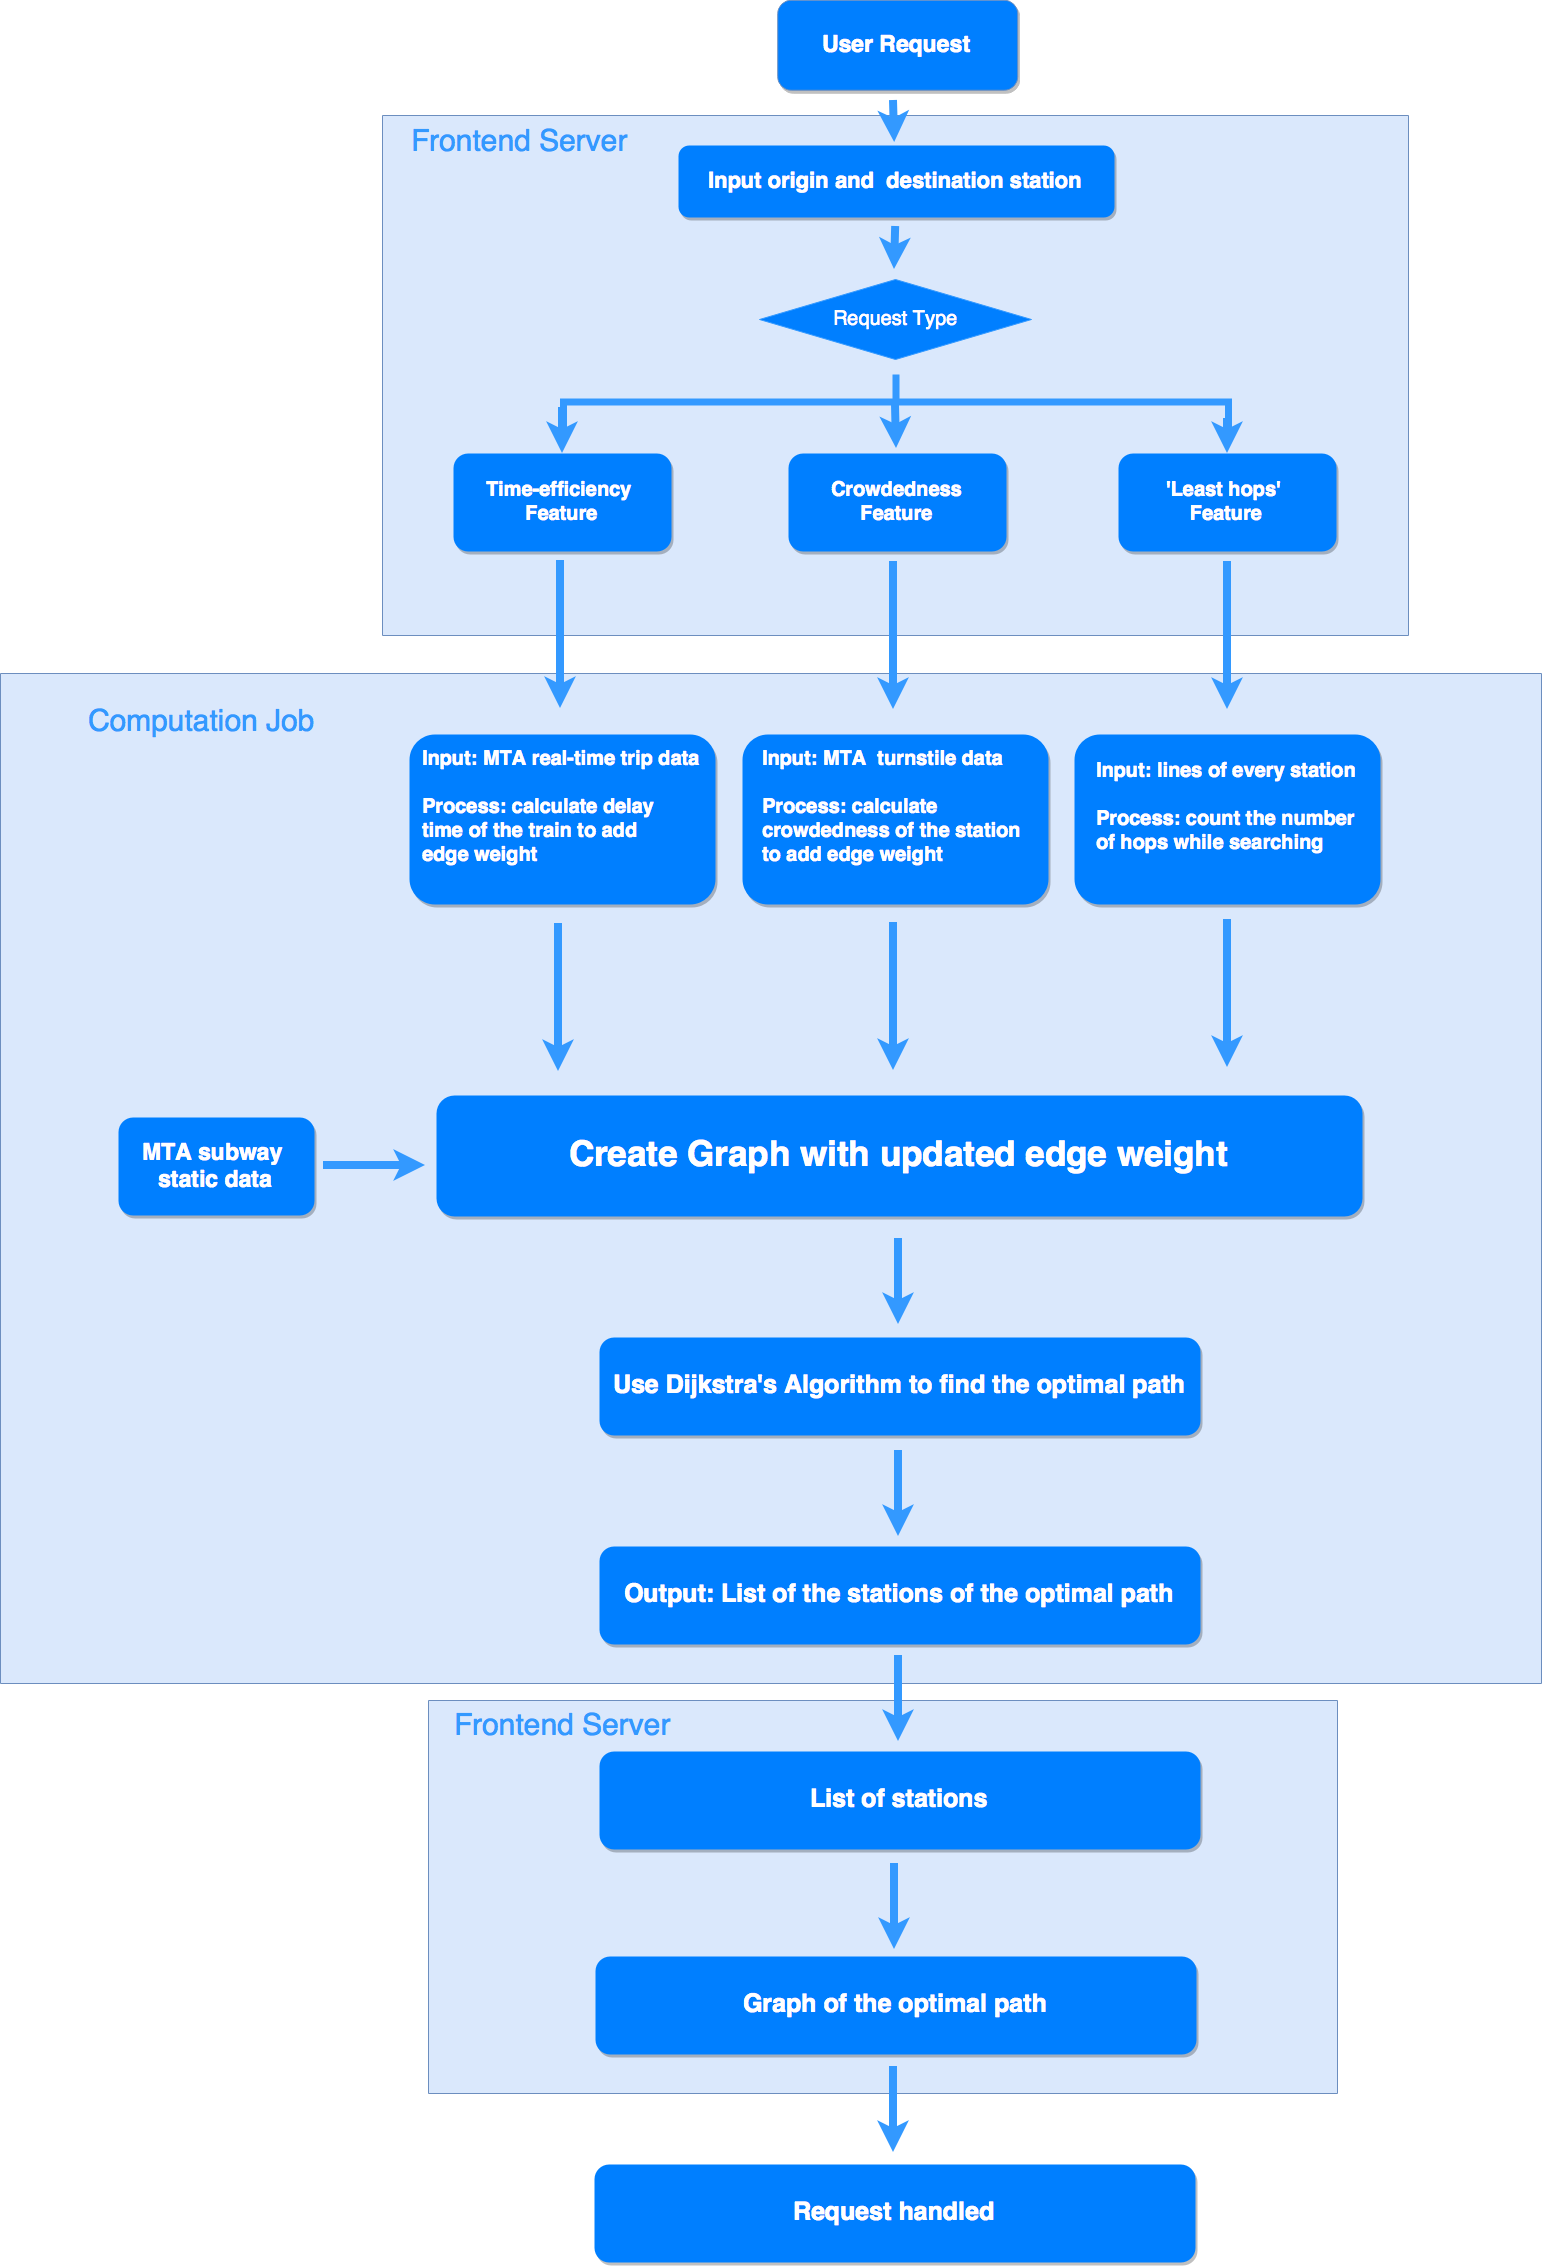 User Request
Frontend Server
Input origin and destination station
Request Type
Time-efficiency
Feature
Crowdedness
Feature
'Least hops'
Feature
Computation Job
Input: MTA real-time trip data
Process: calculate delay
time of the train to add
edge weight
Input: MTA turnstile data
Process: calculate
crowdedness of the station
to add edge weight
Input: lines of every station
Process: count the number
of hops while searching
MTA subway
static data
Create Graph with updated edge weight
Use Dijkstra's Algorithm to find the optimal path
Output: List of the stations of the optimal path
Frontend Server
List of stations
Graph of the optimal path
Request handled